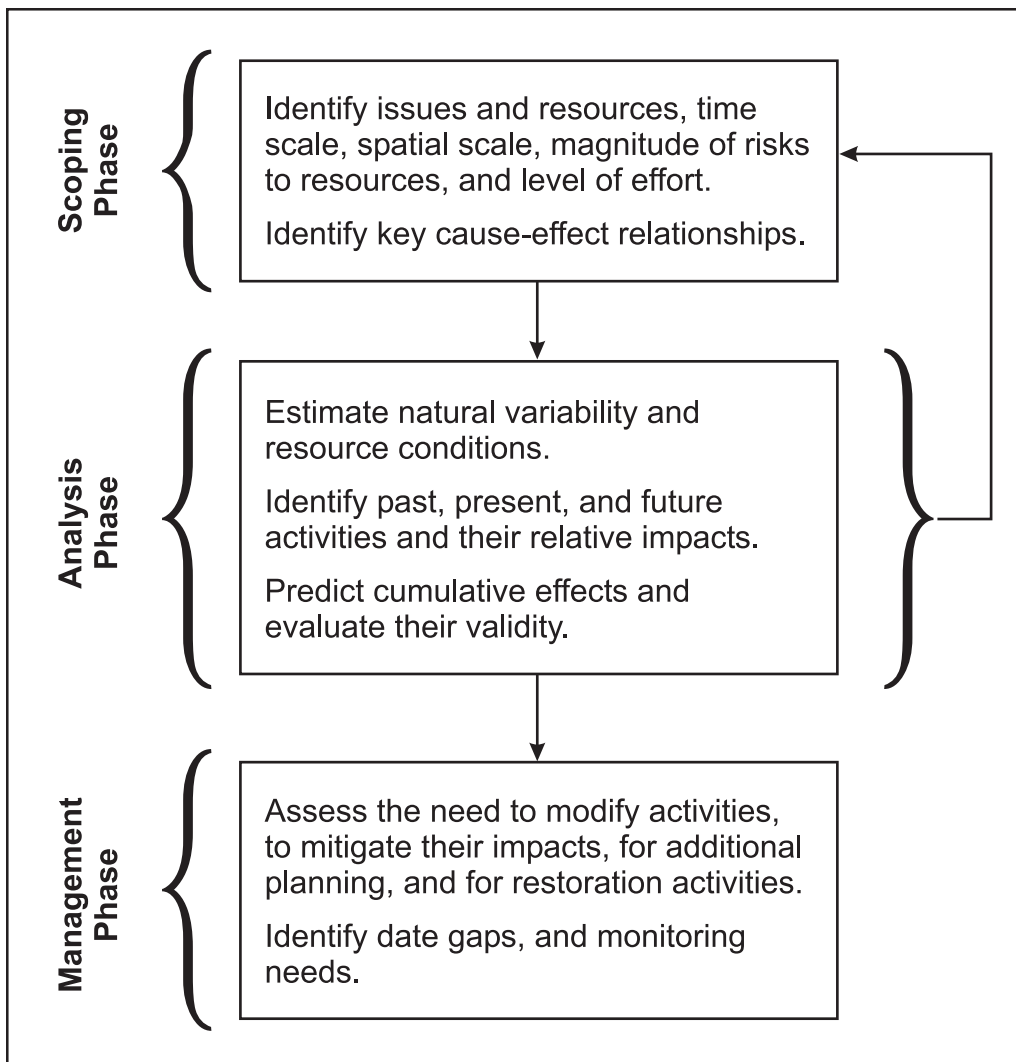 Scoping
Phase
Identify issues and resources, time
scale, spatial scale, magnitude of risks
to resources, and level of effort.
Identify key cause-effect relationships.
Analysis
Phase
Estimate natural variability and
resource conditions.
Identify past, present, and future
activities and their relative impacts.
Predict cumulative effects and
evaluate their validity.
Management
Phase
Assess the need to modify activities,
to mitigate their impacts, for additional
planning, and for restoration activities.
Identify date gaps, and monitoring
needs.